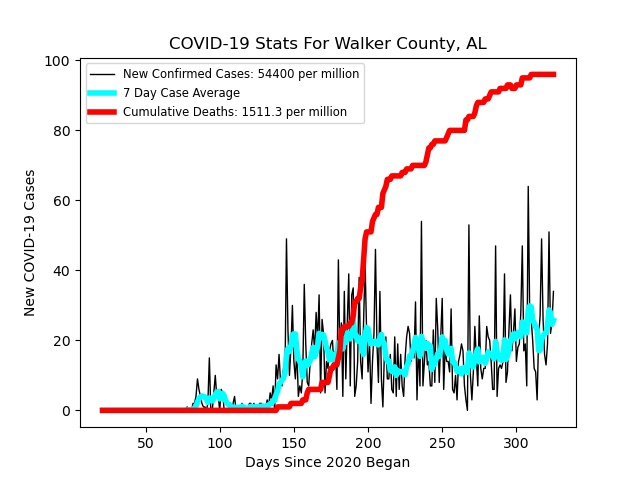 COVID-19 Stats For Walker County, AL
New Confirmed Cases: 54400 per million
7 Day Case Average
Cumulative Deaths: 1511.3 per million
New COVID-19 Cases
100
80
60
40
20
0
50 100 150 200 250 300
Days Since 2020 Began